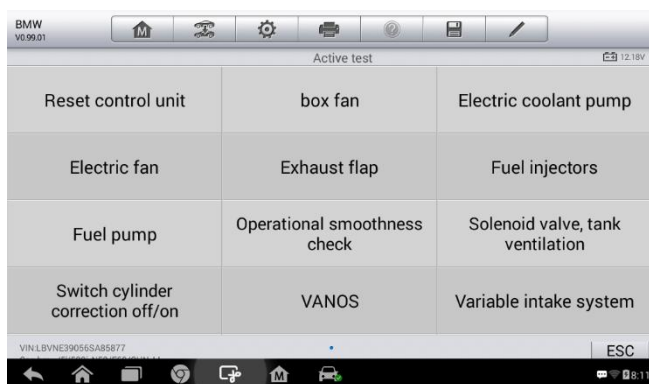 BMW
V0.99.01
Active test
12.18V
Reset control unit
box fan
Electric coolant pump
Electric fan
Exhaust flap
Fuel injectors
Fuel pump
Operational smoothness
check
Solenoid valve, tank
ventilation
Switch cylinder
correction off/on
VANOS
Variable intake system
VIN:LBVNE39056SA85877
ESC
8:11